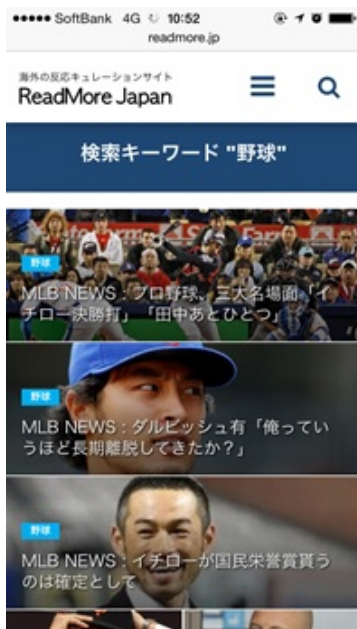 SoftBank 4G 10:52
readmore.jp
海外の反応キュレーションサイト
ReadMore Japan
検索キーワード "野球"
野球
MLB NEWS : プロ野球、三大名場面「イ
チロー決勝打」「田中あとひとつ」
野球
MLB NEWS : ダルビッシュ有「俺ってい
うほど長期離脱してきたか？」
野球
MLB NEWS : イチローが国民栄誉賞貰う
のは確定として